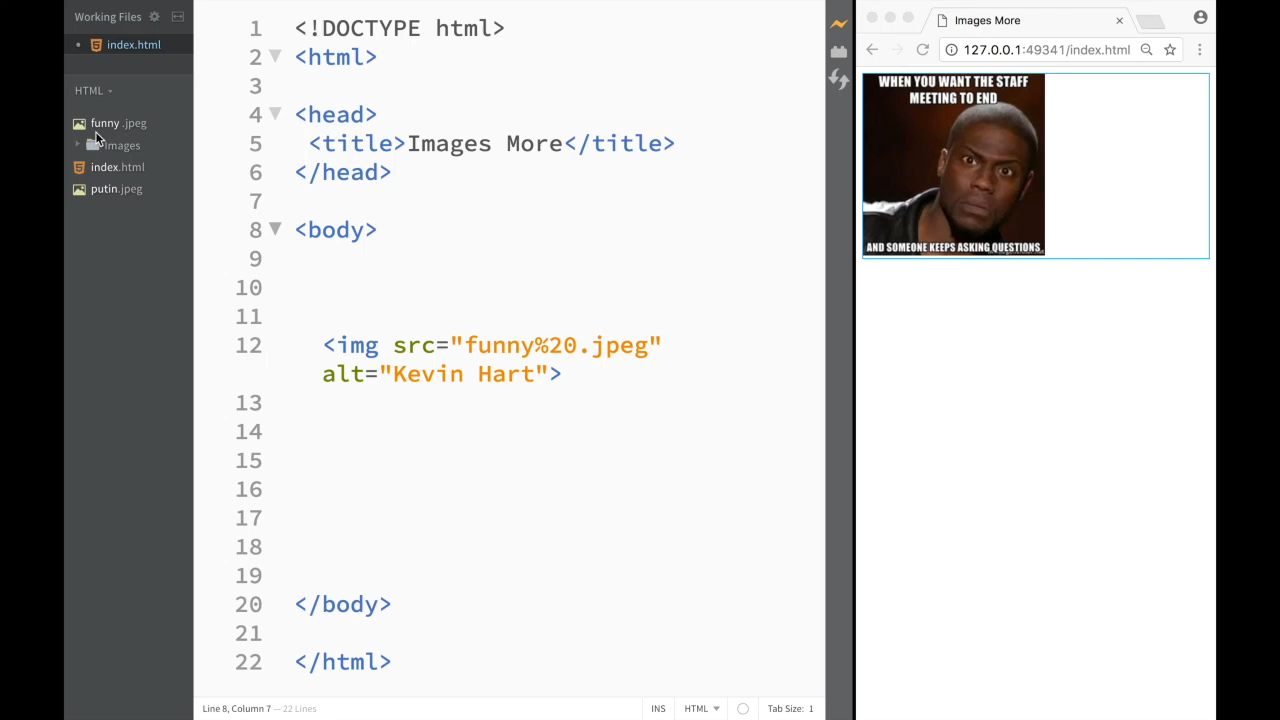 Working Files
index.html
HTML
funny .jpeg
images
index.html
putin.jpeg
1 <!DOCTYPE html>
2 <html>
3
4 <head>
5 <title>Images More</title>
6 </head>
7
8 <body>
9
10
11
12 <img src="funny%20.jpeg"
alt="Kevin Hart">
13
14
15
16
17
18
19
20 </body>
21
22 </html>
Line 8, Column 7 — 22 Lines
INS
HTML
Tab Size: 1
Images More
127.0.0.1:49341/index.html
WHEN YOU WANT THE STAFF
MEETING TO END
AND SOMEONE KEEPS ASKING QUESTIONS